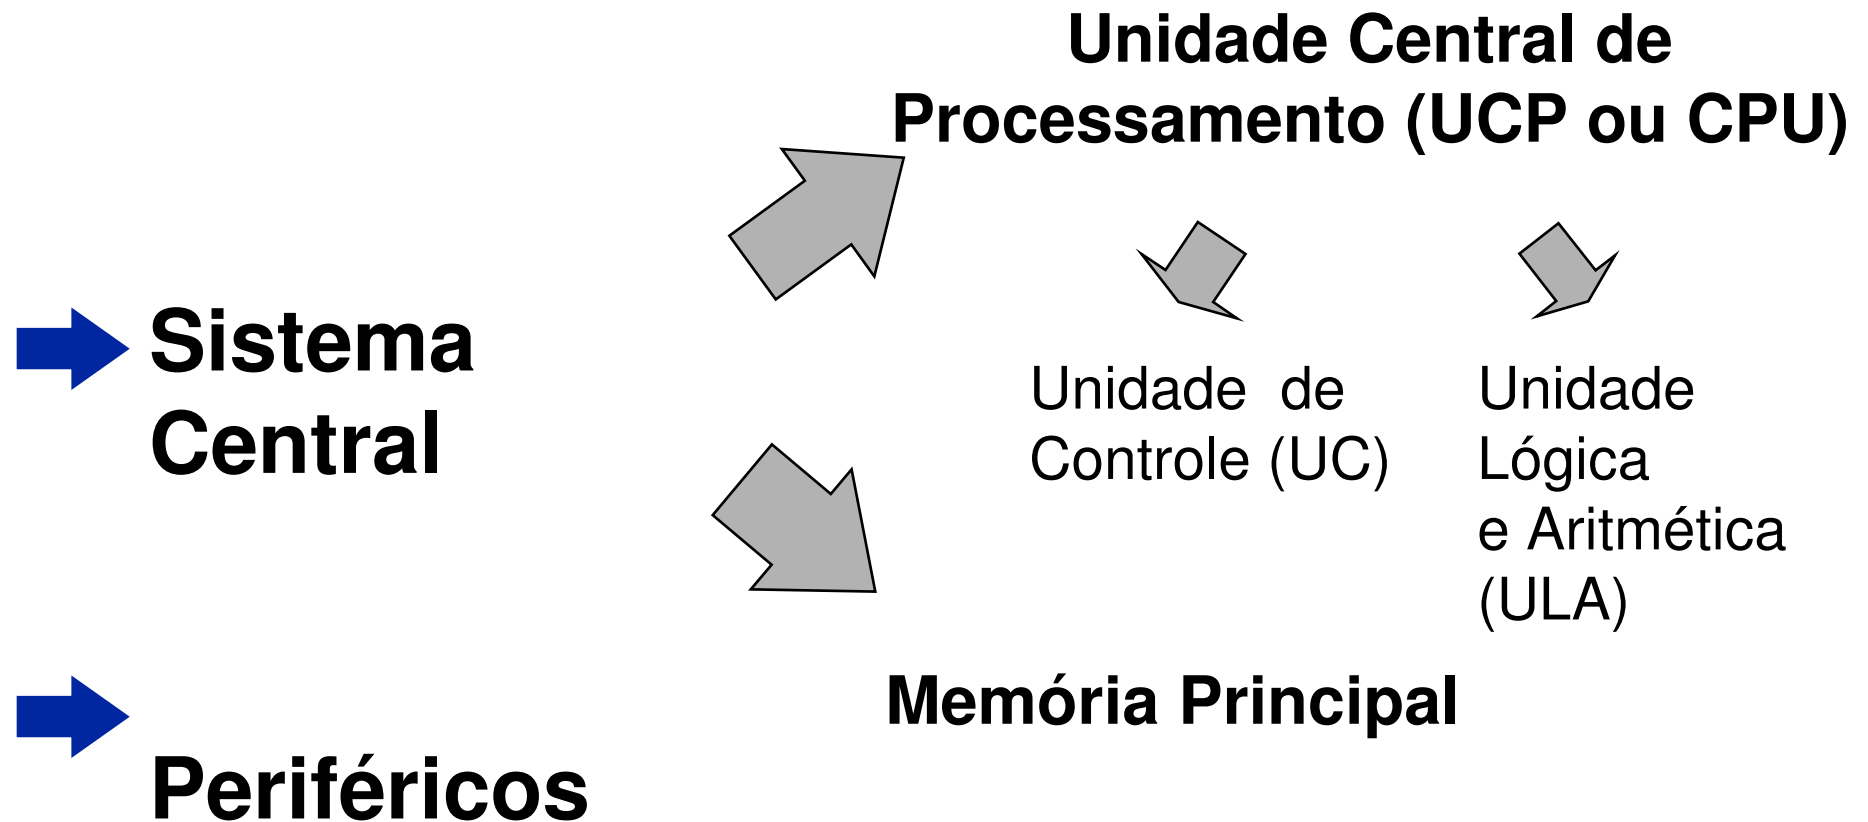 Unidade Central de
Processamento (UCP ou CPU)
Sistema
Central
Unidade de
Controle (UC)
Unidade
Lógica
e Aritmética
(ULA)
Memória Principal
Periféricos